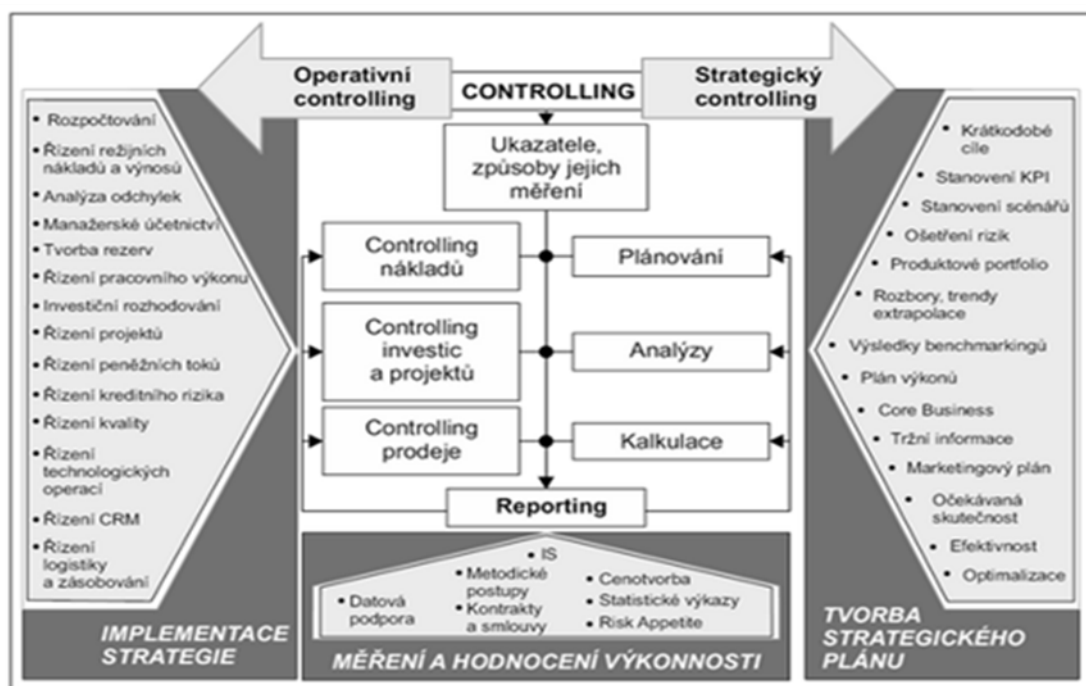 Operativní
controlling
CONTROLLING
Strategický
controlling
• Rozpočtování
• Řízení režijních
nákladů a výnosů
• Analýza odchylek
• Manažerské účetnictví
• Tvorba rezerv
• Řízení pracovního výkonu
• Investiční rozhodování
• Řízení projektů
• Řízení peněžních toků
• Řízení kreditního rizika
• Řízení kvality
• Řízení
technologických
operací
• Řízení CRM
• Řízení
logistiky
a zásobování
IMPLEMENTACE
STRATEGIE
Ukazatele,
způsoby jejich
měření
Controlling
nákladů
Plánování
Controlling
investic
a projektů
Analýzy
Controlling
prodeje
Kalkulace
Reporting
• IS
• Metodické
postupy
• Cenotvorba
• Datová
podpora
• Kontrakty
a smlouvy
• Statistické výkazy
• Risk Appetite
MĚŘENÍ A HODNOCENÍ VÝKONNOSTI
• Krátkodobé
cíle
• Stanovení KPI
• Stanovení scénářů
• Ošetření rizik
• Produktové portfolio
• Rozbory, trendy
extrapolace
• Výsledky benchmarkingů
• Plán výkonů
• Core Business
• Tržní informace
• Marketingový plán
• Očekávaná
skutečnost
• Efektivnost
• Optimalizace
TVORBA
STRATEGICKÉHO
PLÁNU